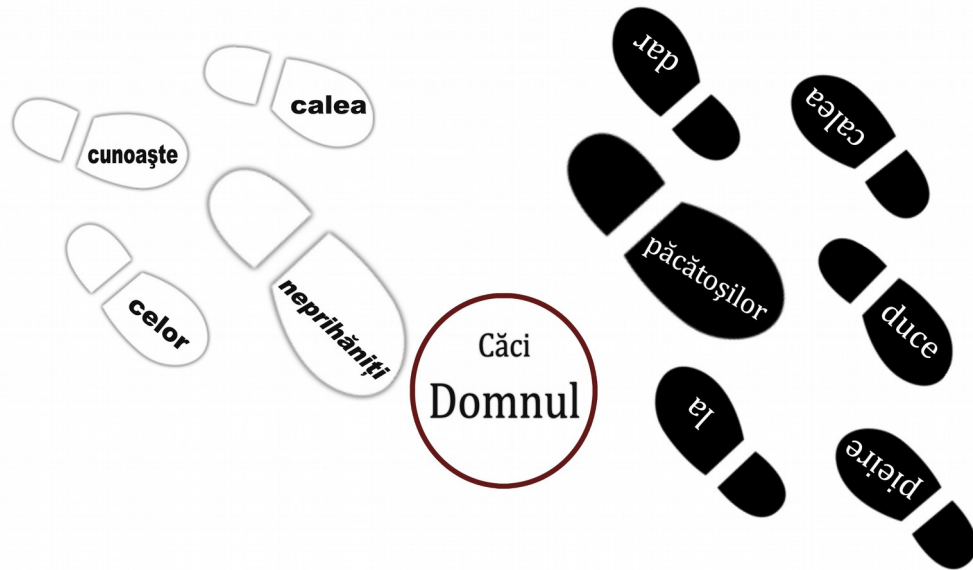 Căci
Domnul
cunoaşte
calea
celor
neprihăniţi
dar
calea
păcătoşilor
duce
la
pieire